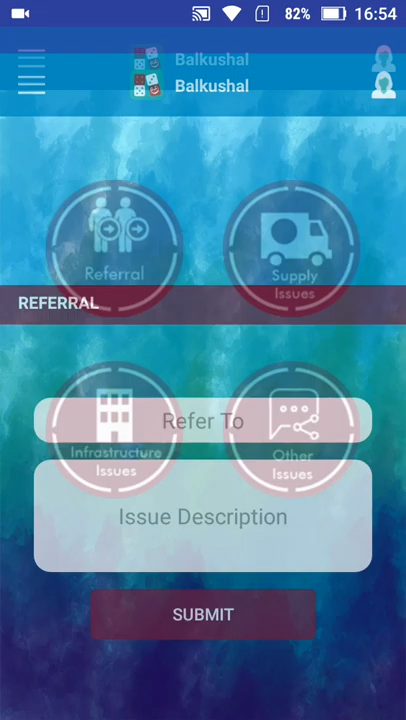 82% 16:54
Balkushal
Balkushal
Referral
Supply
Issues
REFERRAL
Refer To
Infrastructure
Issues
Other
Issues
Issue Description
SUBMIT